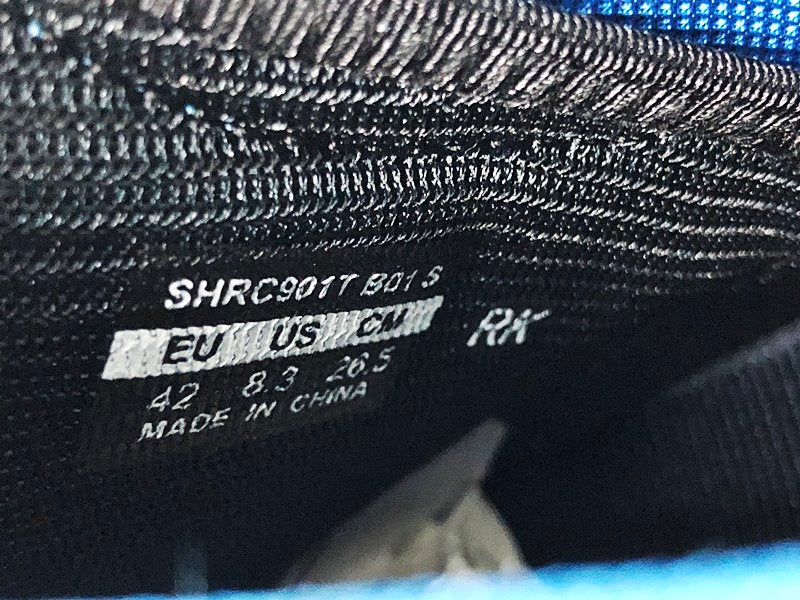 SHRC901T B01 S
EU US CM
42 8.3 26.5
MADE IN CHINA
RK